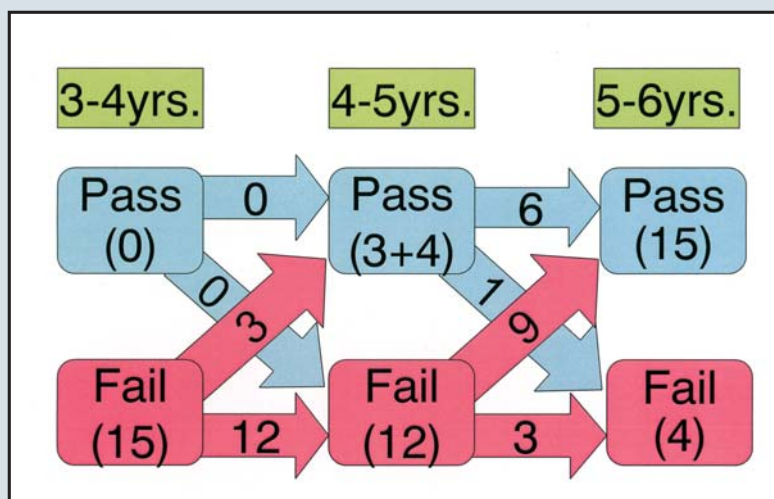 3-4yrs. 4-5yrs. 5-6yrs.
Pass
(0)
0
Pass
(3+4)
6
Pass
(15)
0
3
1
9
Fail
(15)
12
Fail
(12)
3
Fail
(4)